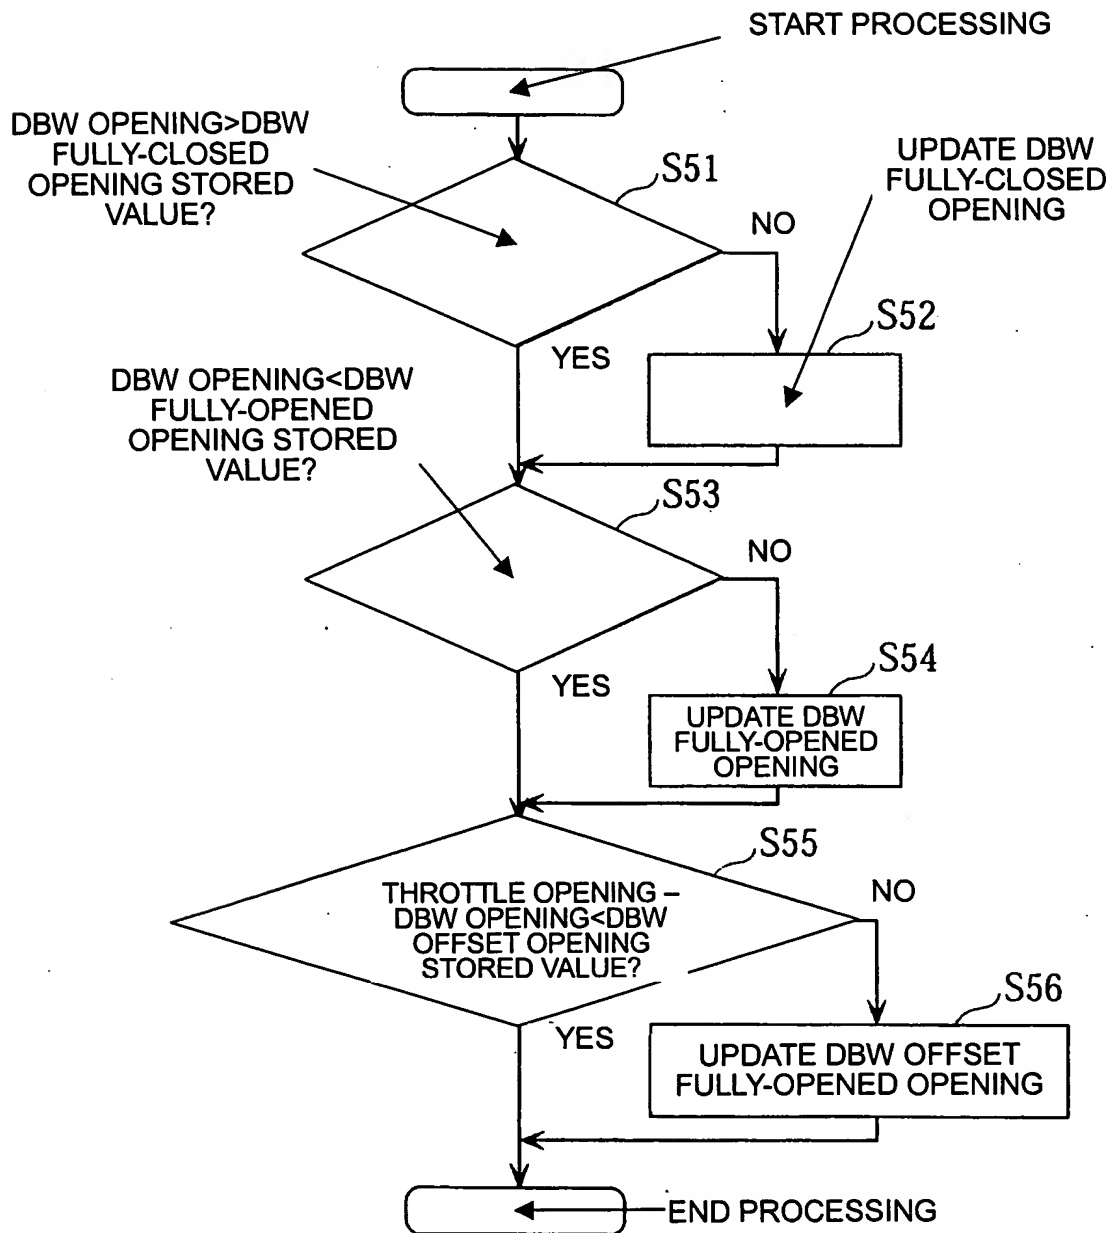 START PROCESSING
DBW OPENING>DBW
FULLY-CLOSED
OPENING STORED
VALUE?
S51
UPDATE DBW
FULLY-CLOSED
OPENING
NO
S52
YES
DBW OPENING<DBW
FULLY-OPENED
OPENING STORED
VALUE?
S53
NO
S54
YES
UPDATE DBW
FULLY-OPENED
OPENING
S55
THROTTLE OPENING –
DBW OPENING<DBW
OFFSET OPENING
STORED VALUE?
NO
S56
YES
UPDATE DBW OFFSET
FULLY-OPENED OPENING
END PROCESSING